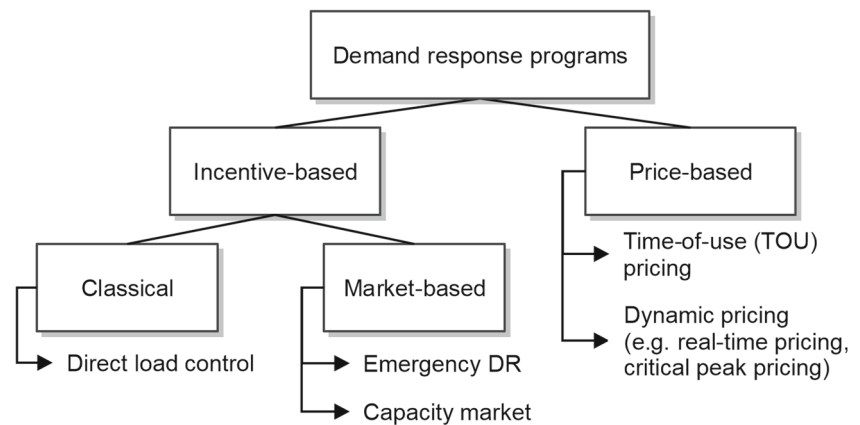 Demand response programs
Incentive-based
Price-based
Classical
Market-based
Time-of-use (TOU)
pricing
Dynamic pricing
(e.g. real-time pricing,
critical peak pricing)
Direct load control
Emergency DR
Capacity market